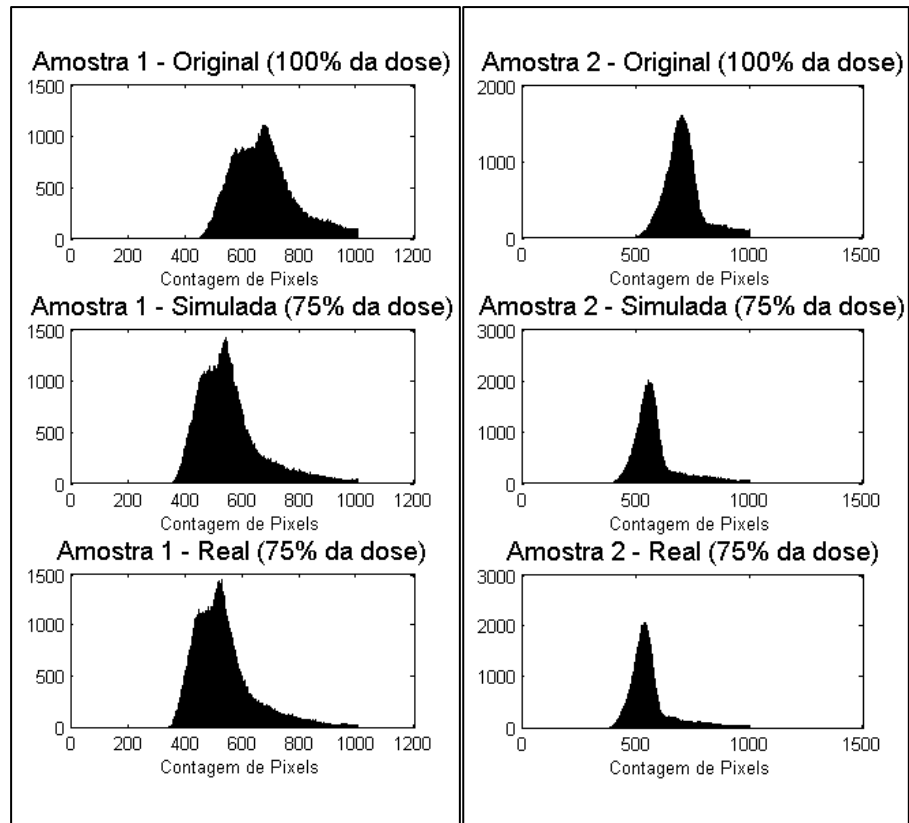 Amostra 1 - Original (100% da dose)
1500
1000
500
0
0 200 400 600 800 1000 1200
Contagem de Pixels
Amostra 1 - Simulada (75% da dose)
1500
1000
500
0
0 200 400 600 800 1000 1200
Contagem de Pixels
Amostra 1 - Real (75% da dose)
1500
1000
500
0
0 200 400 600 800 1000 1200
Contagem de Pixels
Amostra 2 - Original (100% da dose)
2000
1000
0
0 500 1000 1500
Contagem de Pixels
Amostra 2 - Simulada (75% da dose)
3000
2000
1000
0
0 500 1000 1500
Contagem de Pixels
Amostra 2 - Real (75% da dose)
3000
2000
1000
0
0 500 1000 1500
Contagem de Pixels